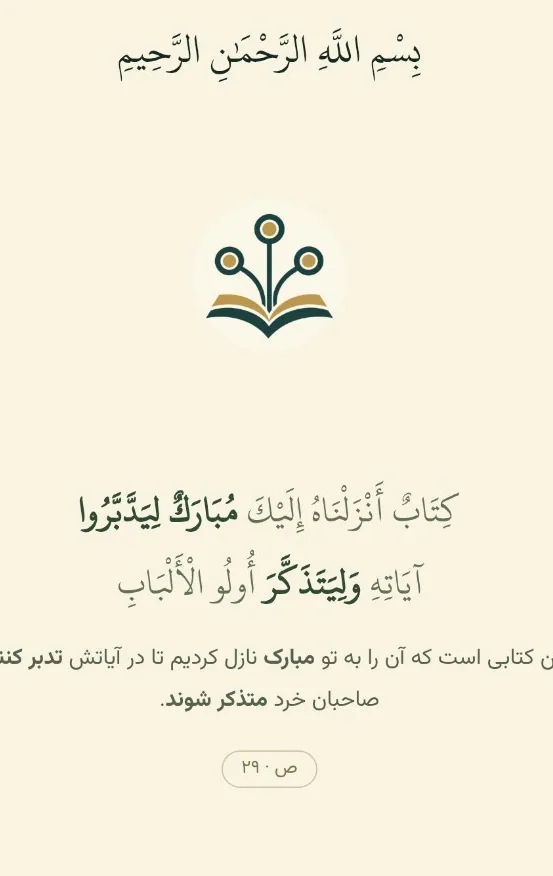 بِسْمِ اللَّهِ الرَّحْمَٰنِ الرَّحِيمِ
كِتَابٌ أَنْزَلْنَاهُ إِلَيْكَ مُبَارَكٌ لِيَدَّبَّرُوا
آيَاتِهِ وَلِيَتَذَكَّرَ أُولُو الْأَلْبَابِ
کتابی است که آن را به تو مبارک نازل کردیم تا در آیاتش تدبر
صاحبان خرد متذکر شوند.
ص · ۲۹